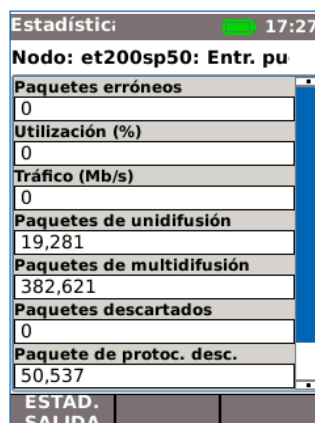 Estadístic
17:27
Nodo: et200sp50: Entr. pu
Paquetes erróneos
0
Utilización (%)
0
Tráfico (Mb/s)
0
Paquetes de unidifusión
19,281
Paquetes de multidifusión
382,621
Paquetes descartados
0
Paquete de protoc. desc.
50,537
ESTAD.
SALIDA